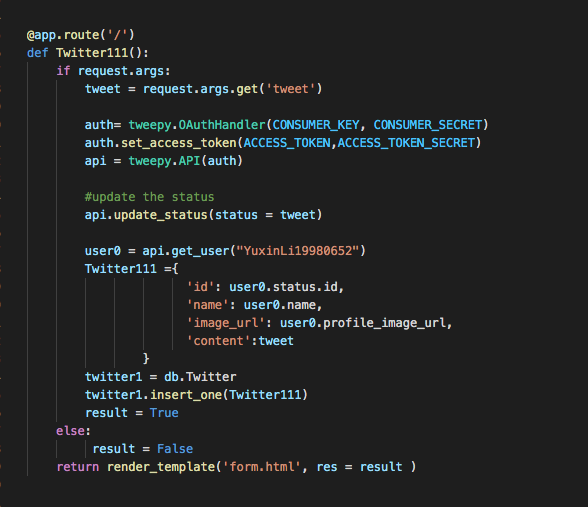 @app.route('/')
def Twitter111():
    if request.args:
        tweet = request.args.get('tweet')

        auth= tweepy.OAuthHandler(CONSUMER_KEY, CONSUMER_SECRET)
        auth.set_access_token(ACCESS_TOKEN,ACCESS_TOKEN_SECRET)
        api = tweepy.API(auth)

        #update the status
        api.update_status(status = tweet)

        user0 = api.get_user("YuxinLi19980652")
        Twitter111 ={
                      'id': user0.status.id,
                      'name': user0.name,
                      'image_url': user0.profile_image_url,
                      'content':tweet
                }
        twitter1 = db.Twitter
        twitter1.insert_one(Twitter111)
        result = True
    else:
         result = False
    return render_template('form.html', res = result )